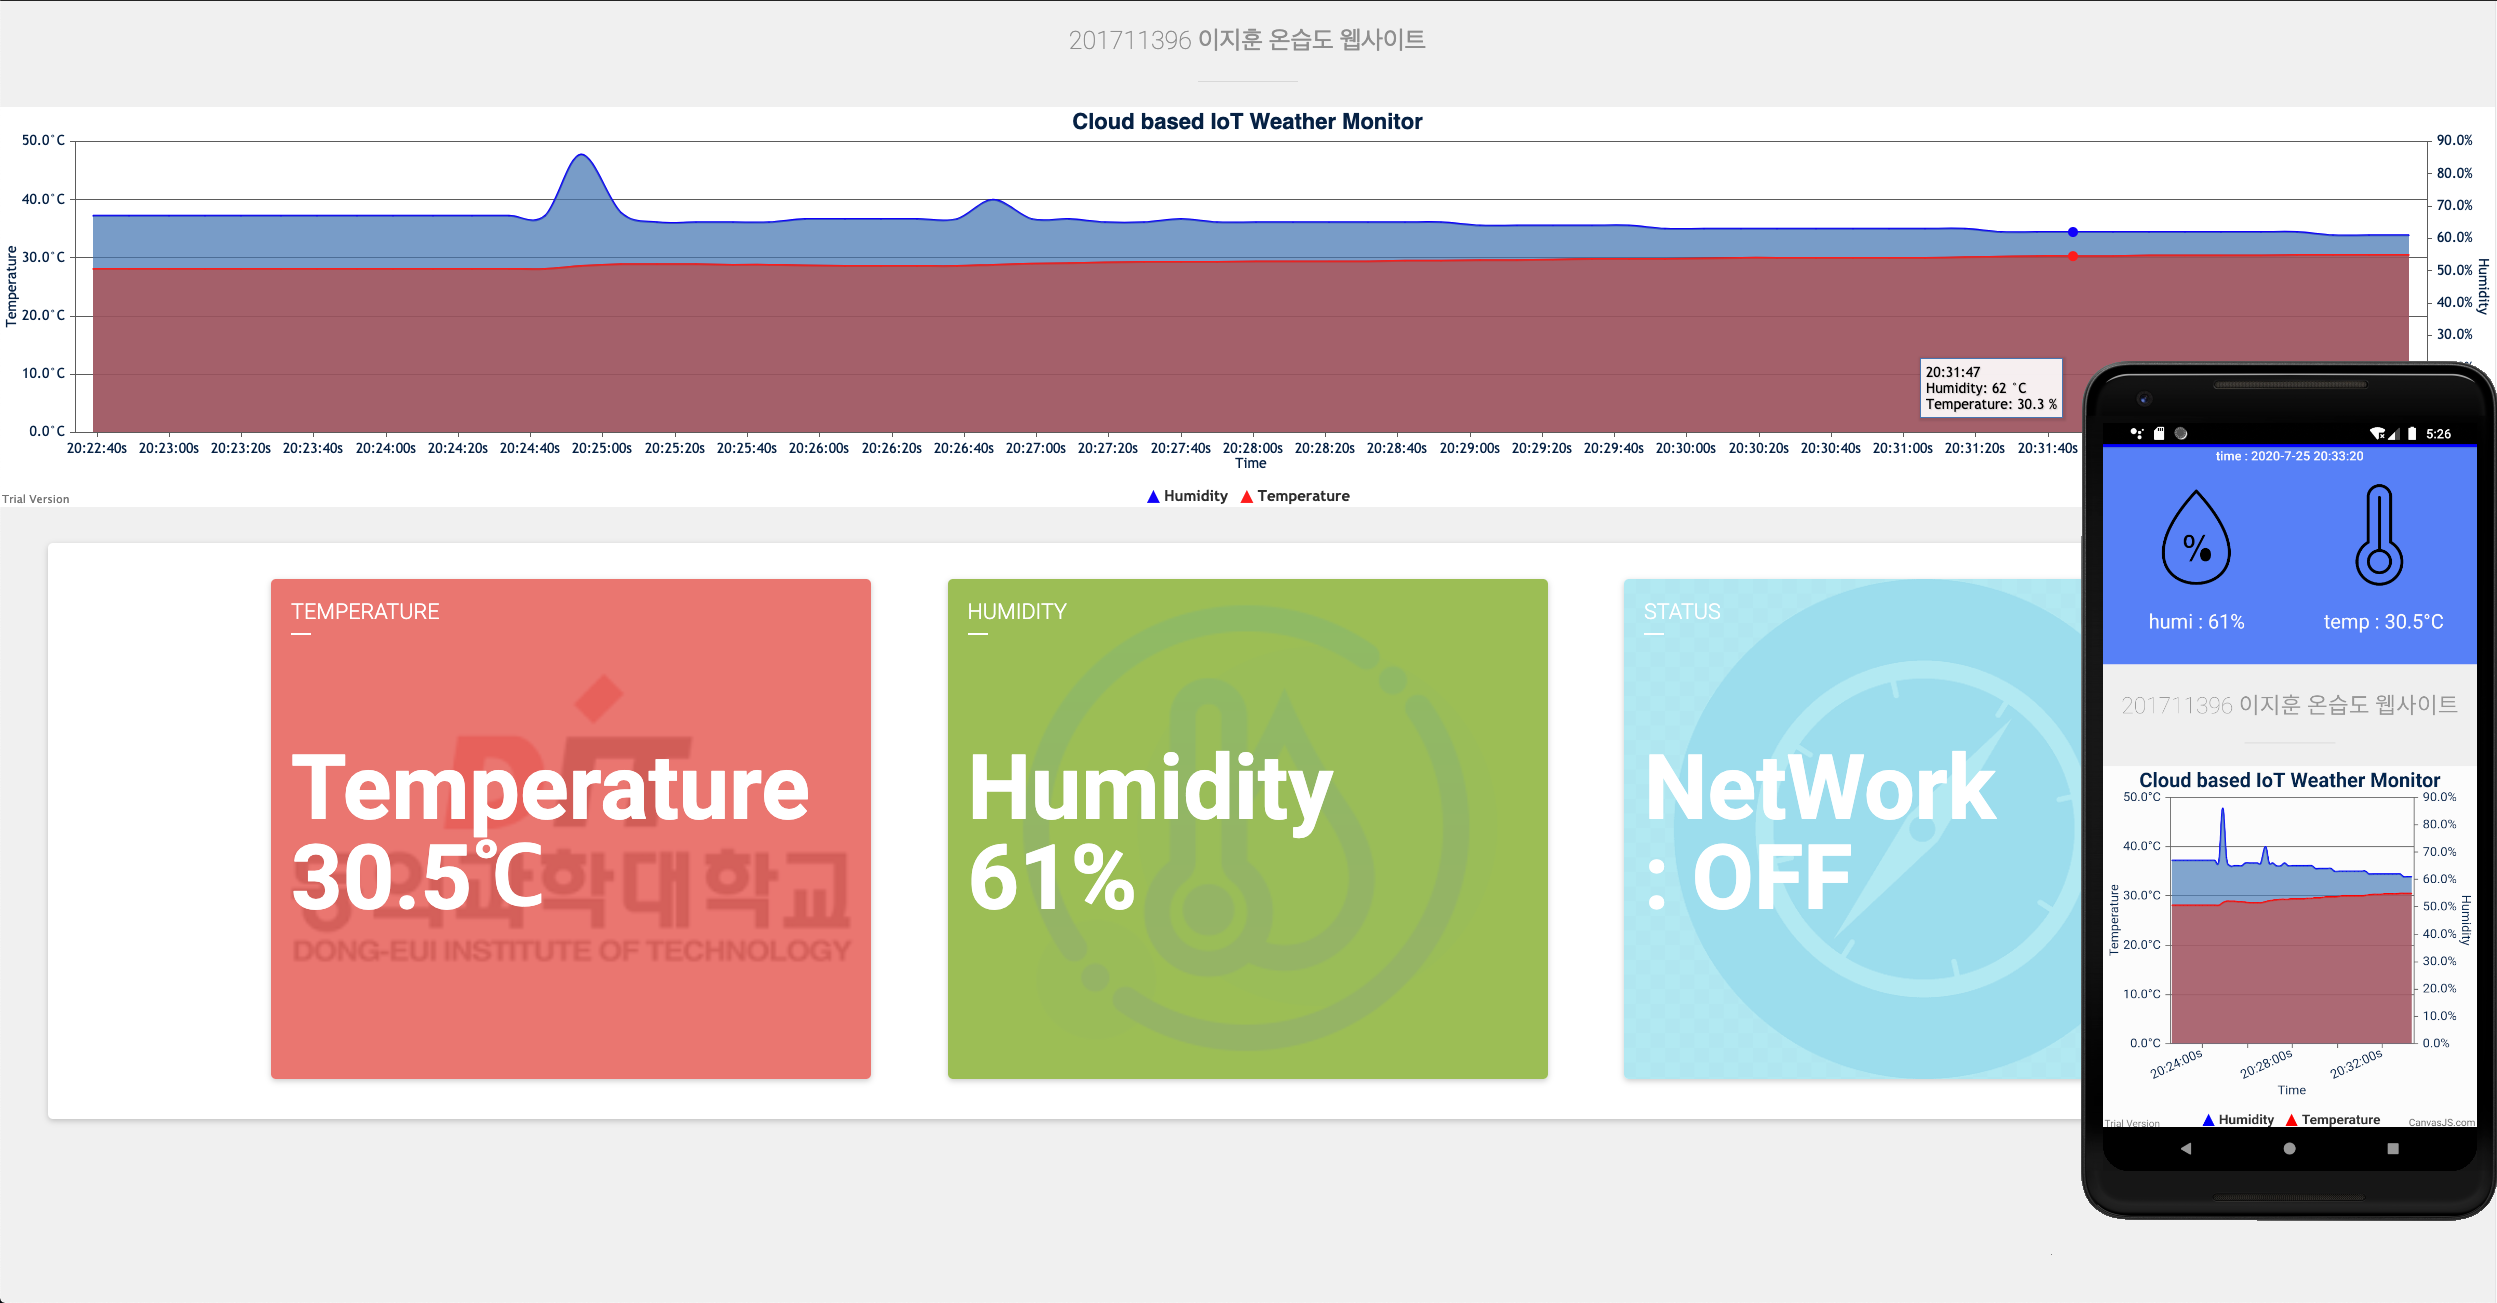 201711396 이지훈 온습도 웹사이트
Cloud based IoT Weather Monitor
50.0°C
40.0°C
30.0°C
20.0°C
10.0°C
0.0°C
Temperature
90.0%
80.0%
70.0%
60.0%
50.0%
40.0%
30.0%
Humidity
20:31:47
Humidity: 62 °C
Temperature: 30.3 %
20:22:40s 20:23:00s 20:23:20s 20:23:40s 20:24:00s 20:24:20s 20:24:40s 20:25:00s 20:25:20s 20:25:40s 20:26:00s 20:26:20s 20:26:40s 20:27:00s 20:27:20s 20:27:40s 20:28:00s 20:28:20s 20:28:40s 20:29:00s 20:29:20s 20:29:40s 20:30:00s 20:30:20s 20:30:40s 20:31:00s 20:31:20s 20:31:40s
Time
Humidity Temperature
Trial Version
TEMPERATURE
Temperature
30.5℃
동의과학대학교
DONG-EUI INSTITUTE OF TECHNOLOGY
HUMIDITY
Humidity
61%
STATUS
NetWork
: OFF
5:26
time : 2020-7-25 20:33:20
%
humi : 61% temp : 30.5°C
201711396 이지훈 온습도 웹사이트
Cloud based IoT Weather Monitor
50.0°C
40.0°C
30.0°C
20.0°C
10.0°C
0.0°C
Temperature
90.0%
80.0%
70.0%
60.0%
50.0%
40.0%
30.0%
20.0%
10.0%
0.0%
Humidity
20:24:00s 20:28:00s 20:32:00s
Time
Humidity Temperature
Trial Version
CanvasJS.com